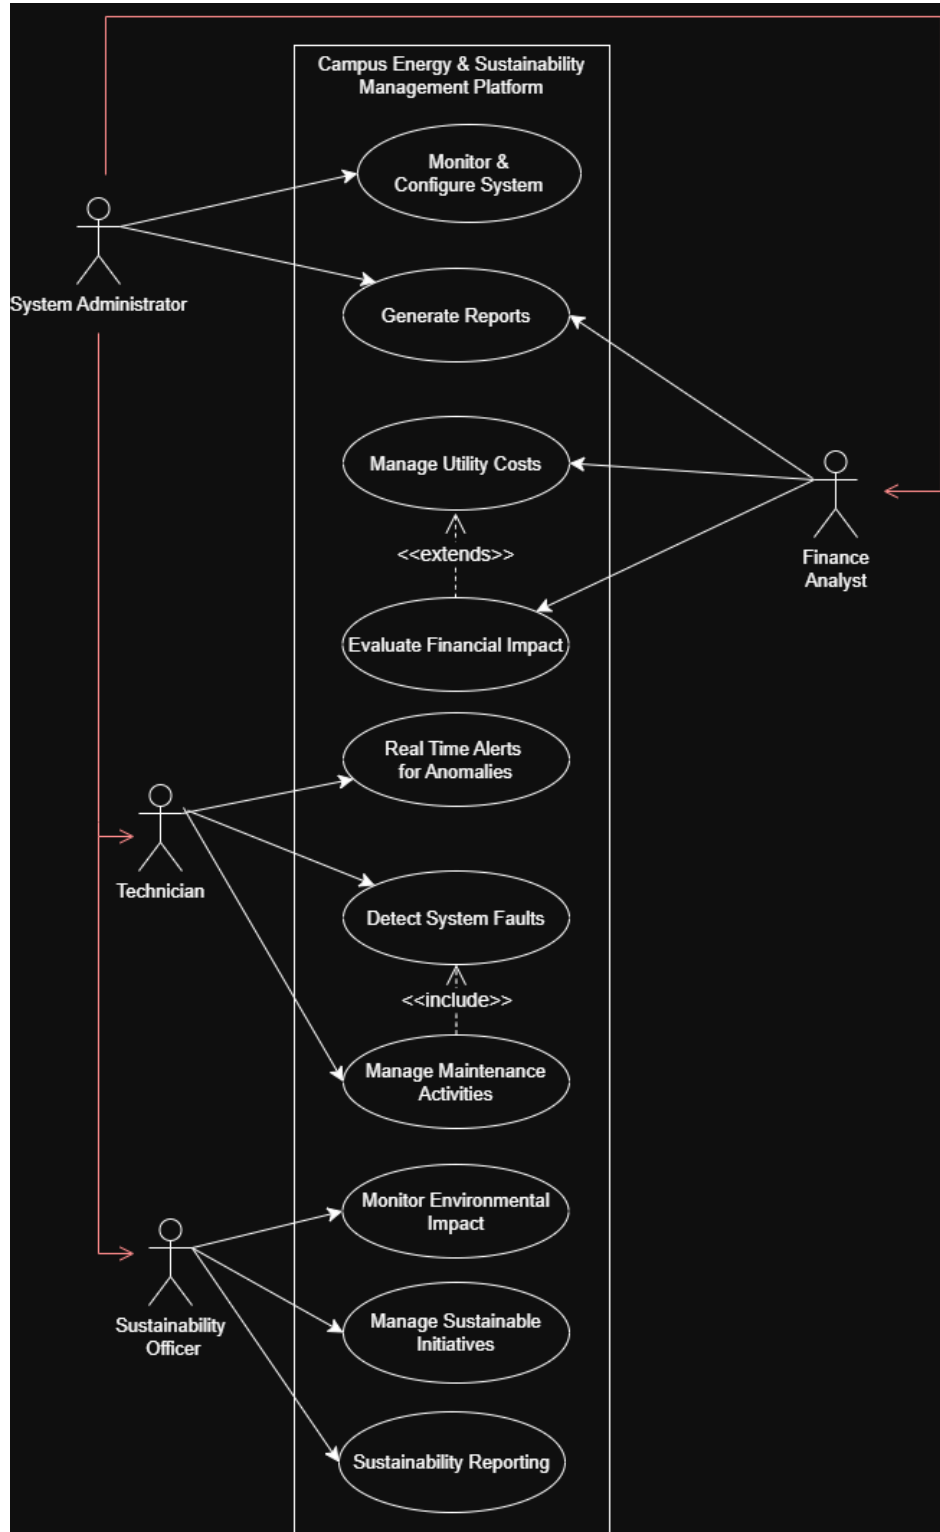 Campus Energy & Sustainability
Management Platform
Monitor &
Configure System
System Administrator
Generate Reports
Manage Utility Costs
<<extends>>
Finance
Analyst
Evaluate Financial Impact
Real Time Alerts
for Anomalies
Technician
Detect System Faults
<<include>>
Manage Maintenance
Activities
Monitor Environmental
Impact
Sustainability
Officer
Manage Sustainable
Initiatives
Sustainability Reporting